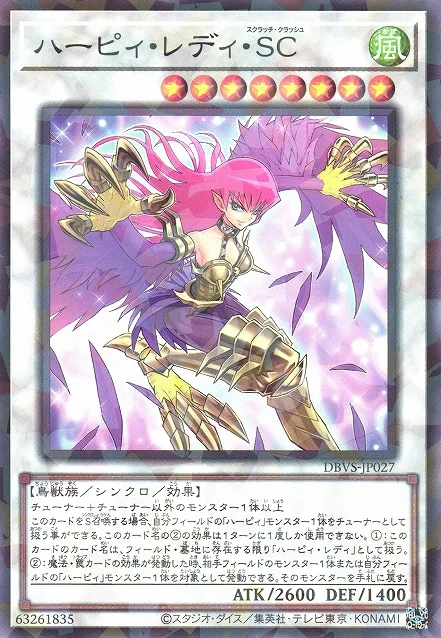 スクラッチ・クラッシュ
ハーピィ・レディ・SC
かぜ
風
DBVS-JP027
【鳥獣族/シンクロ/効果】
チューナー+チューナー以外のモンスター1体以上
このカードをS召喚する場合、自分フィールドの「ハーピィ」モンスター1体をチューナーとして
扱う事ができる。このカード名の②の効果は1ターンに1度しか使用できない。①:こ
のカードのカード名は、フィールド・墓地に存在する限り「ハーピィ・レディ」として扱う。
②:魔法・罠カードの効果が発動した時、相手フィールドのモンスター1体または自分フィー
ルドの「ハーピィ」モンスター1体を対象として発動できる。そのモンスターを手札に戻す。
ATK/2600 DEF/1400
63261835
©スタジオ・ダイス/集英社・テレビ東京・KONAMI